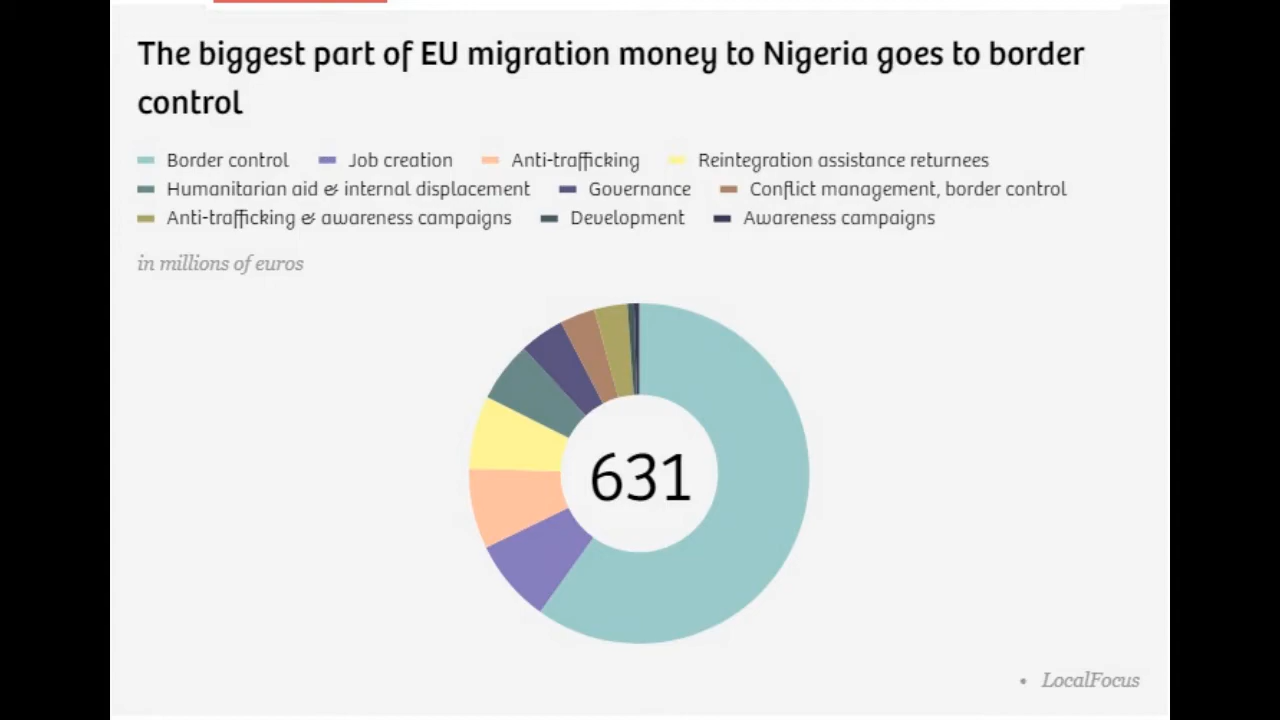 The biggest part of EU migration money to Nigeria goes to border
control
Border control Job creation Anti-trafficking Reintegration assistance returnees
Humanitarian aid & internal displacement Governance Conflict management, border control
Anti-trafficking & awareness campaigns Development Awareness campaigns
in millions of euros
631
• LocalFocus